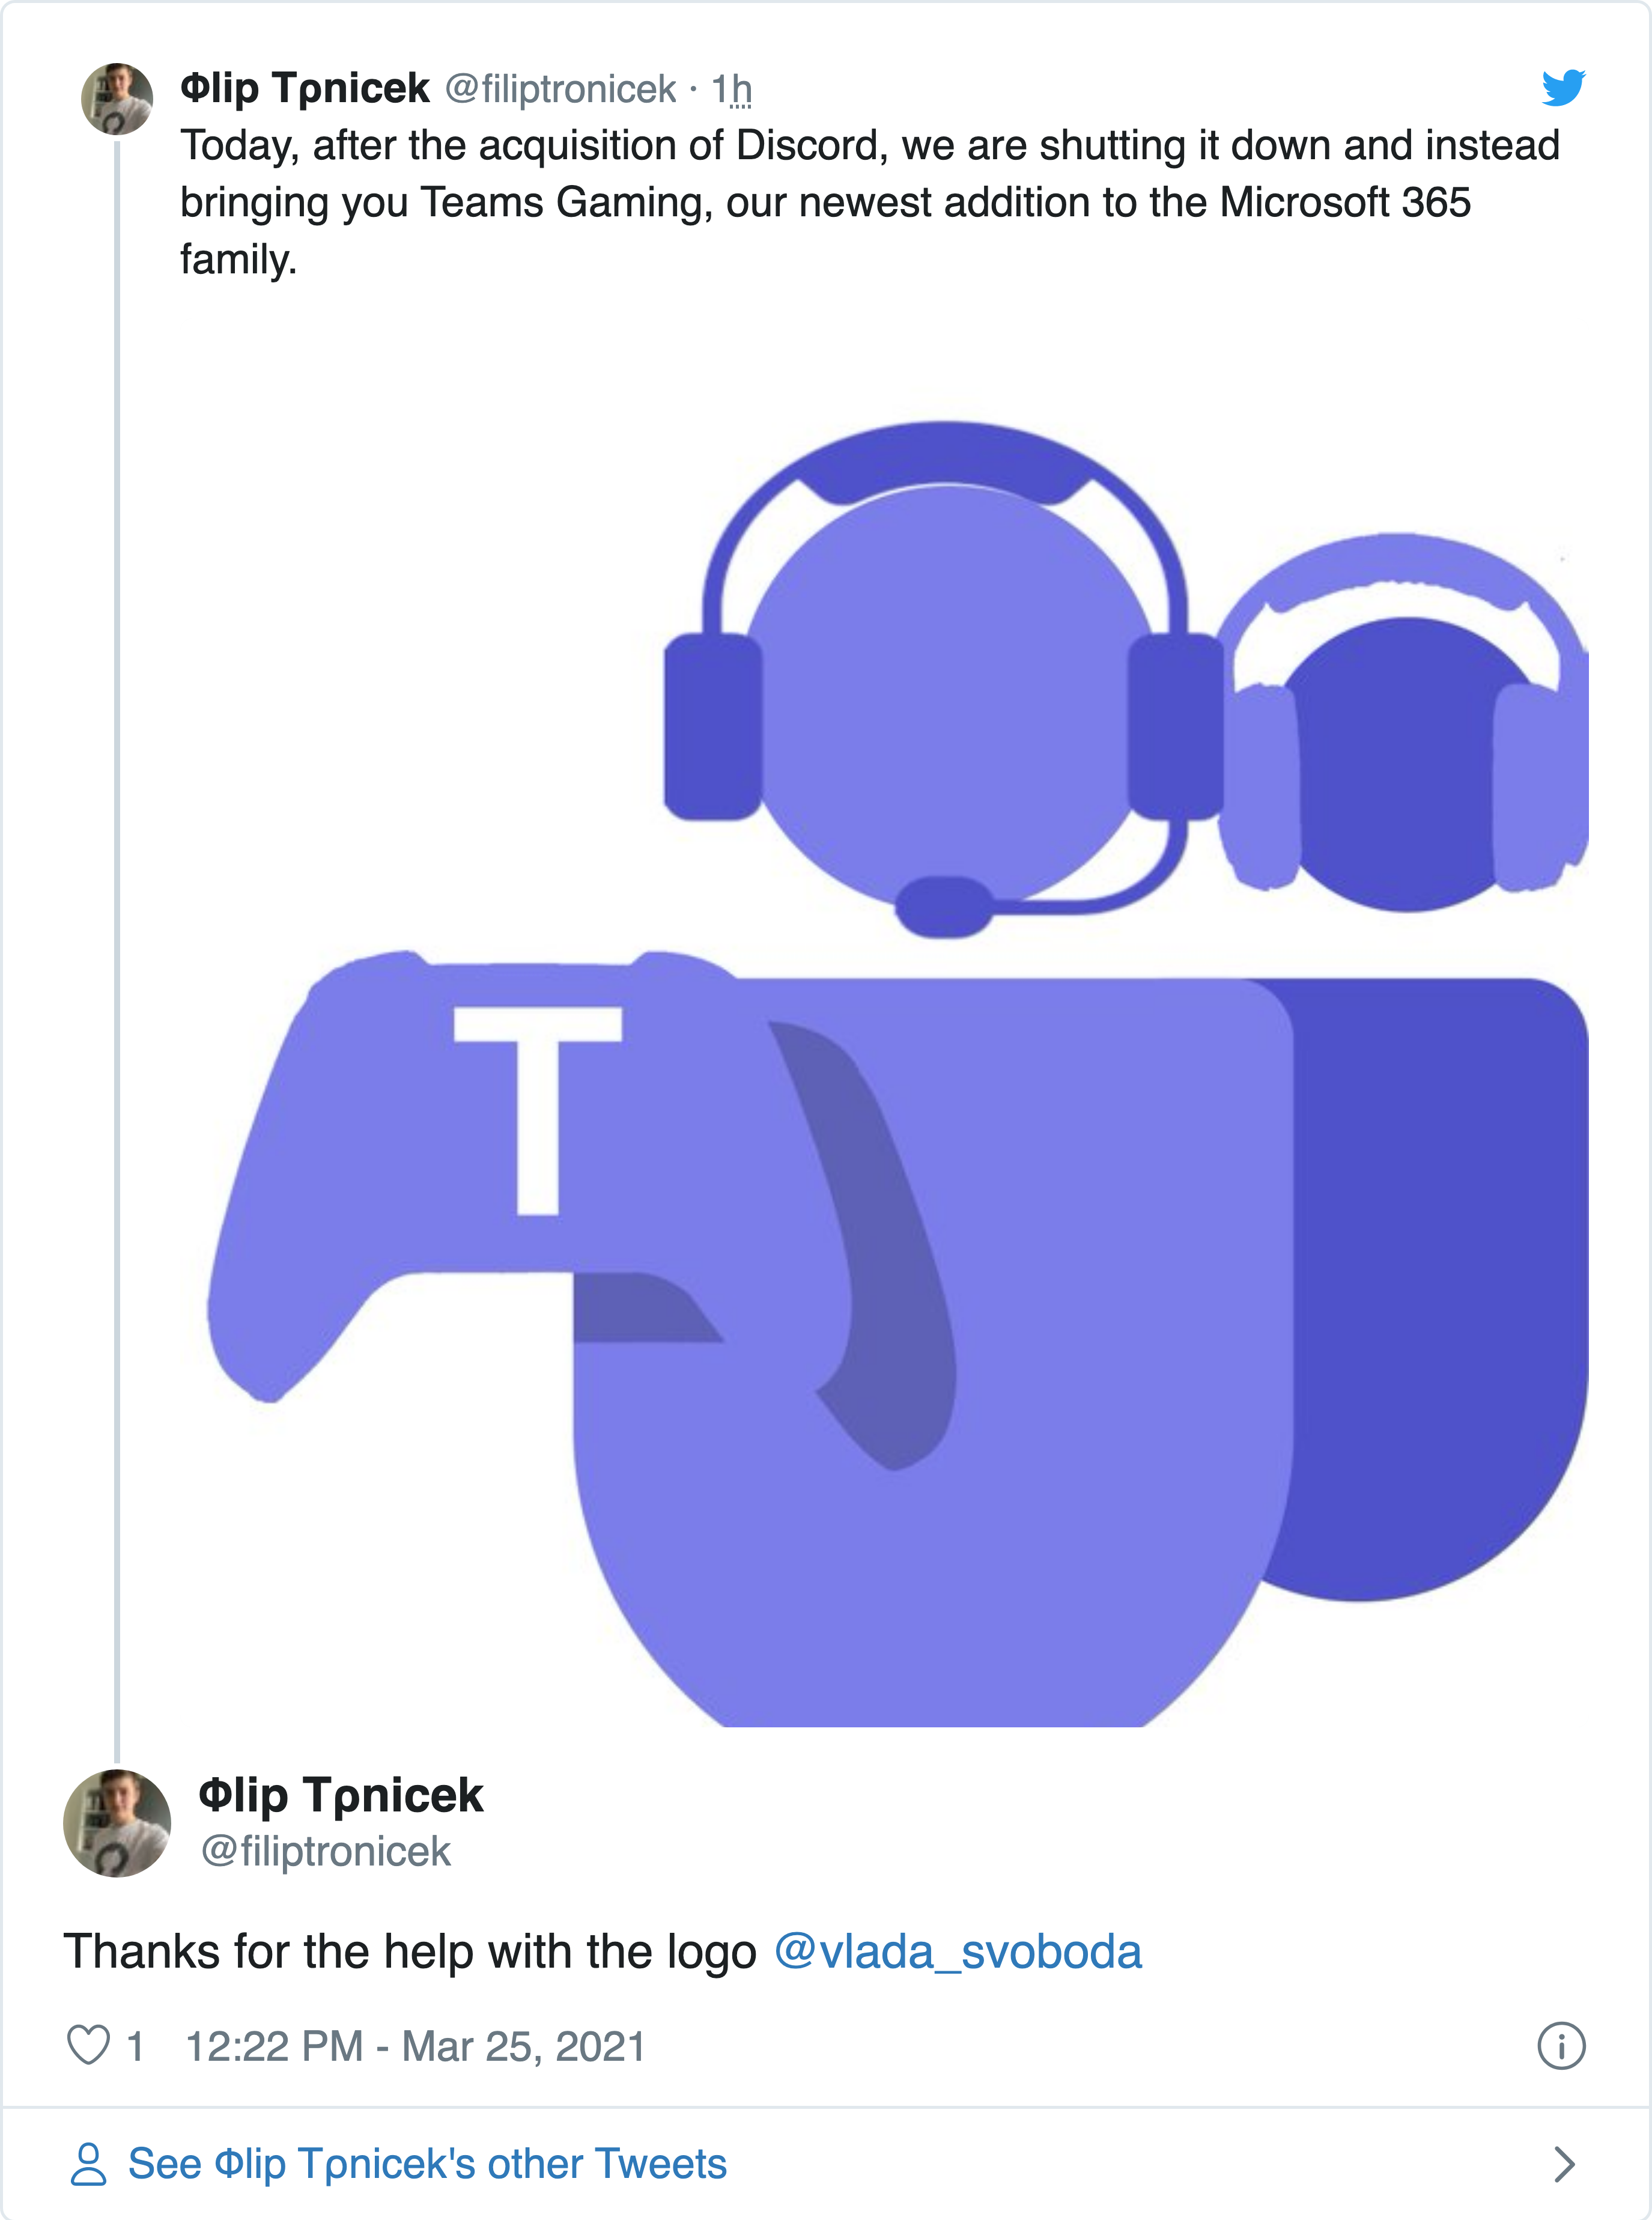 Φlip Tρnicek @filiptronicek · 1h
Today, after the acquisition of Discord, we are shutting it down and instead
bringing you Teams Gaming, our newest addition to the Microsoft 365
family.
T
Φlip Tρnicek
@filiptronicek
Thanks for the help with the logo @vlada_svoboda
1 12:22 PM - Mar 25, 2021
See Φlip Tρnicek's other Tweets